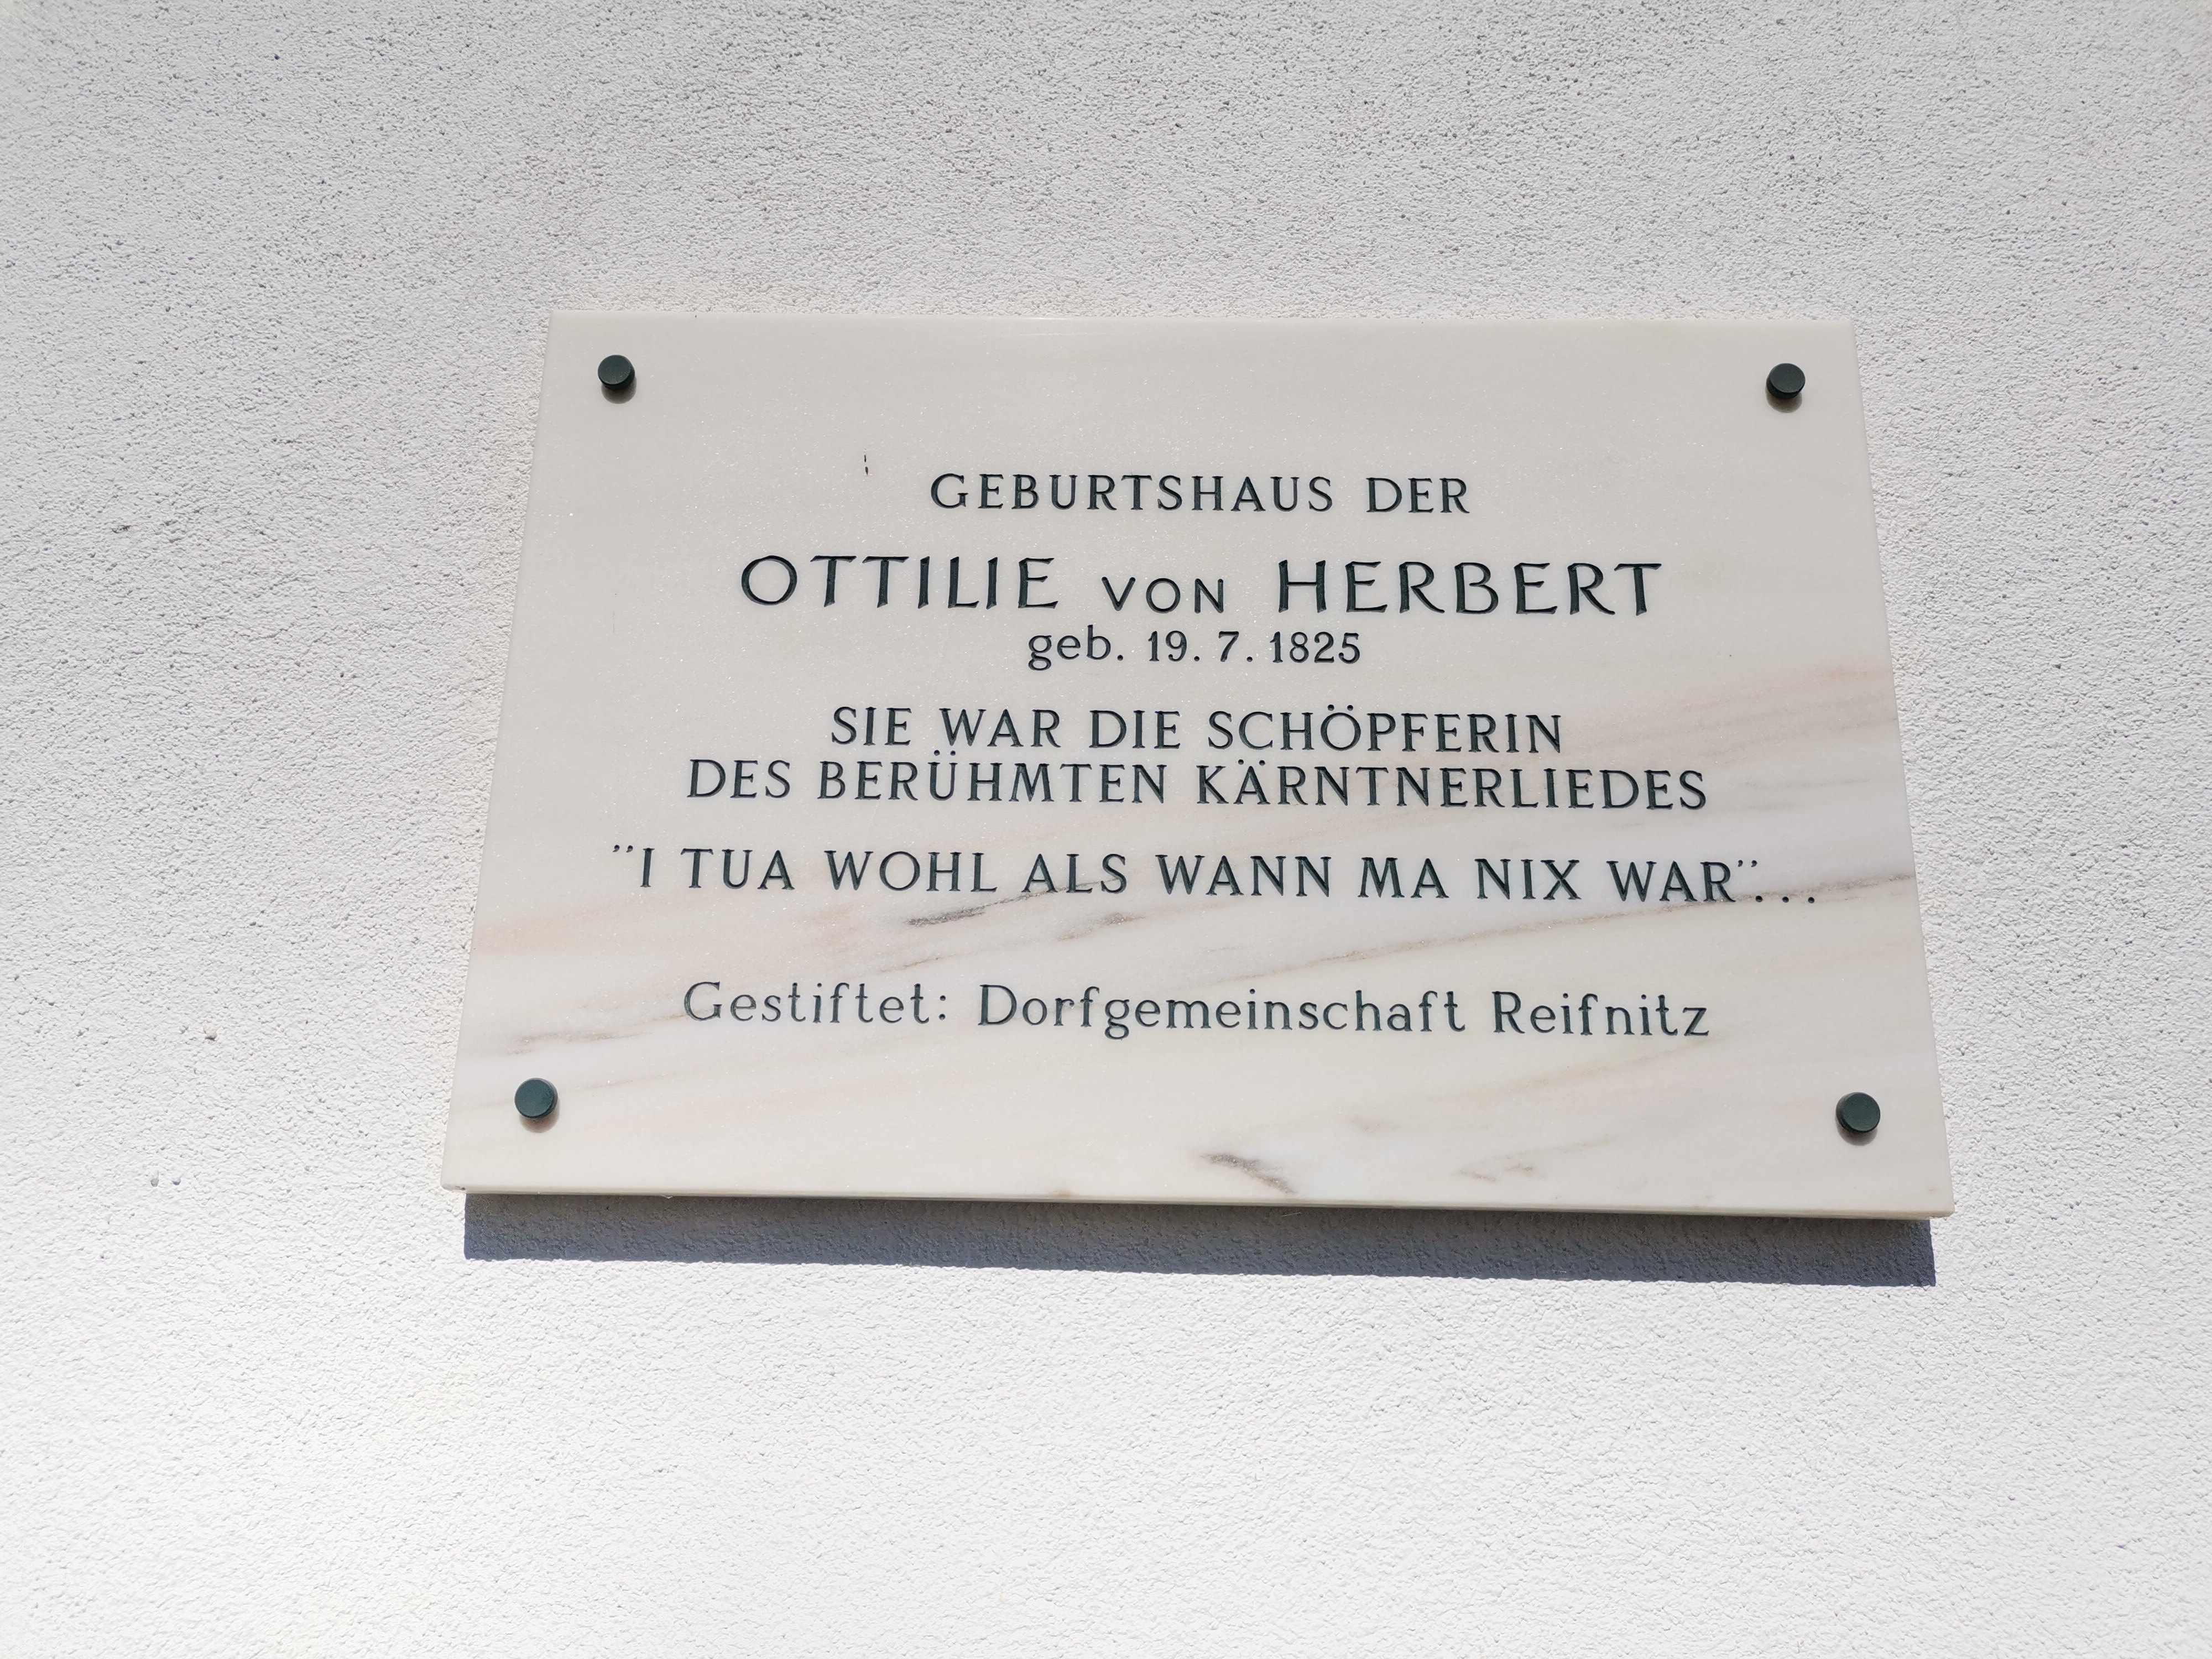 GEBURTSHAUS DER
OTTILIE VON HERBERT
geb. 19. 7. 1825
SIE WAR DIE SCHÖPFERIN
DES BERÜHMTEN KÄRNTNERLIEDES
"I TUA WOHL ALS WANN MA NIX WAR"...
Gestiftet: Dorfgemeinschaft Reifnitz